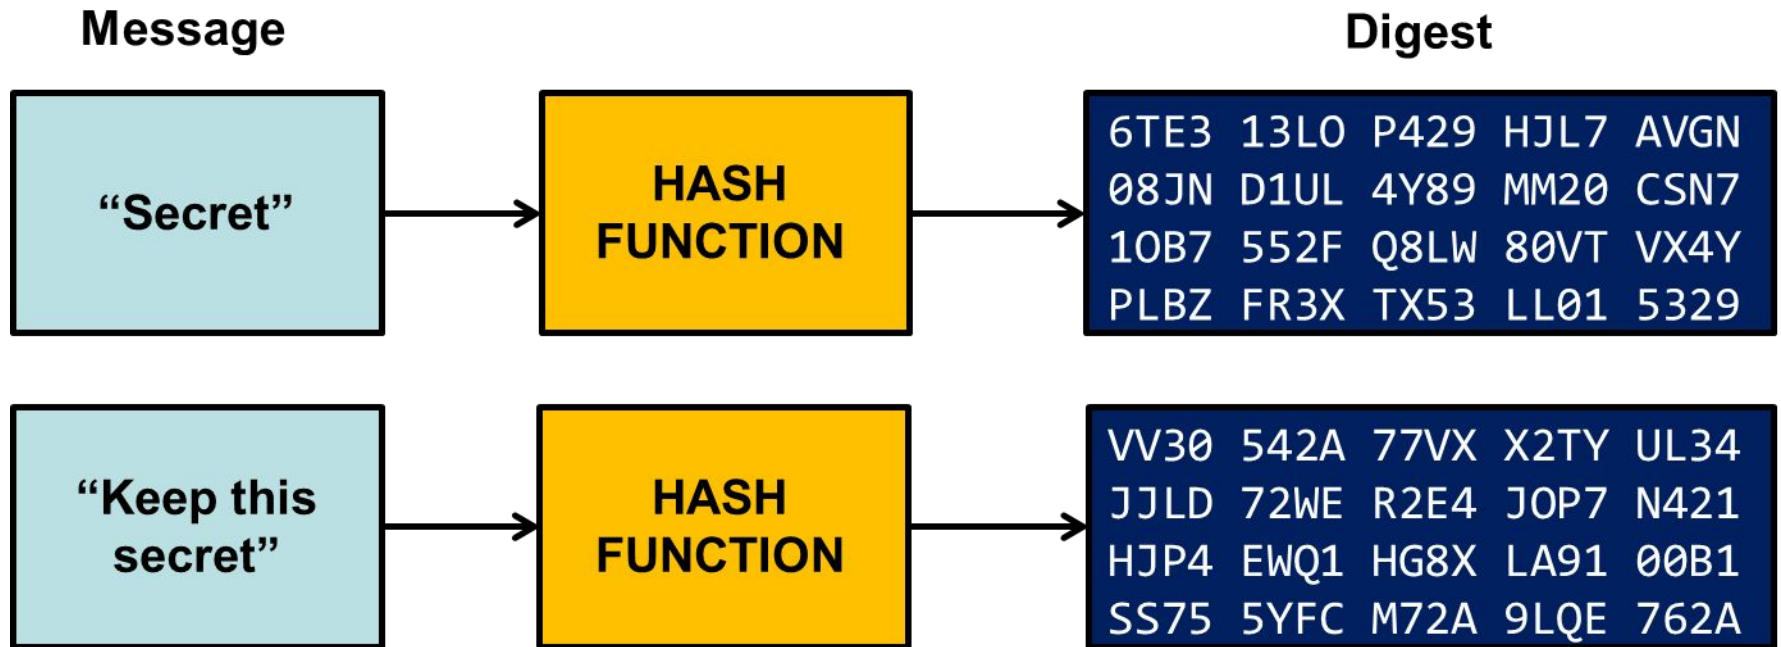 Message
Digest
“Secret”
HASH
FUNCTION
6TE3 13LO P429 HJL7 AVGN
08JN D1UL 4Y89 MM20 CSN7
1OB7 552F Q8LW 80VT VX4Y
PLBZ FR3X TX53 LL01 5329
“Keep this
secret”
HASH
FUNCTION
VV30 542A 77VX X2TY UL34
JJLD 72WE R2E4 JOP7 N421
HJP4 EWQ1 HG8X LA91 00B1
SS75 5YFC M72A 9LQE 762A